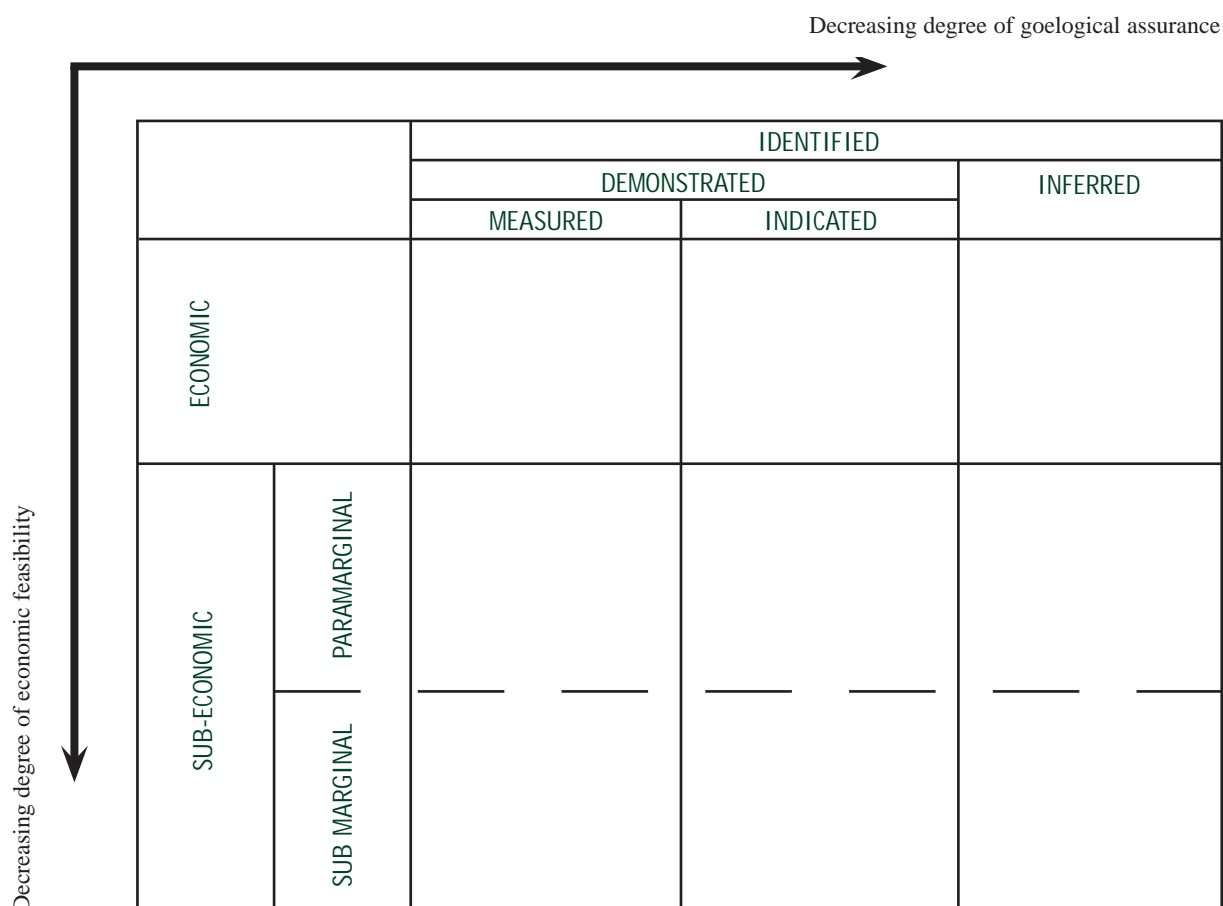 Decreasing degree of goelological assurance
IDENTIFIED
DEMONSTRATED
INFERRED
MEASURED
INDICATED
ECONOMIC
SUB-ECONOMIC
PARAMARGINAL
SUB MARGINAL
Decreasing degree of economic feasibility